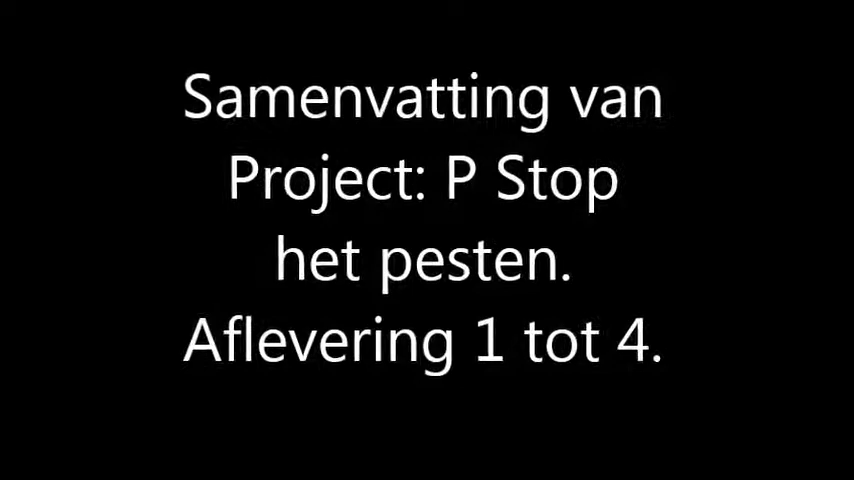 Samenvatting van
Project: P Stop
het pesten.
Aflevering 1 tot 4.